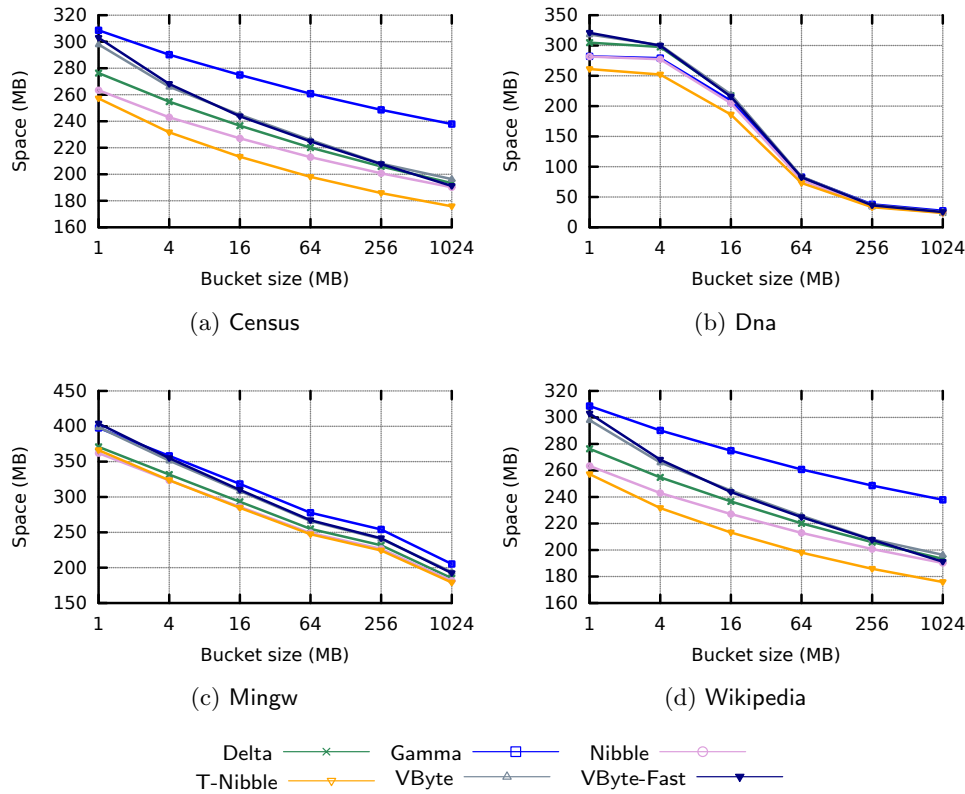 320
300
280
260
240
220
200
180
160
Space (MB)
1 4 16 64 256 1024
Bucket size (MB)
(a) Census
350
300
250
200
150
100
50
0
Space (MB)
1 4 16 64 256 1024
Bucket size (MB)
(b) Dna
450
400
350
300
250
200
150
Space (MB)
1 4 16 64 256 1024
Bucket size (MB)
(c) Mingw
320
300
280
260
240
220
200
180
160
Space (MB)
1 4 16 64 256 1024
Bucket size (MB)
(d) Wikipedia
Delta Gamma Nibble
T-Nibble VByte VByte-Fast